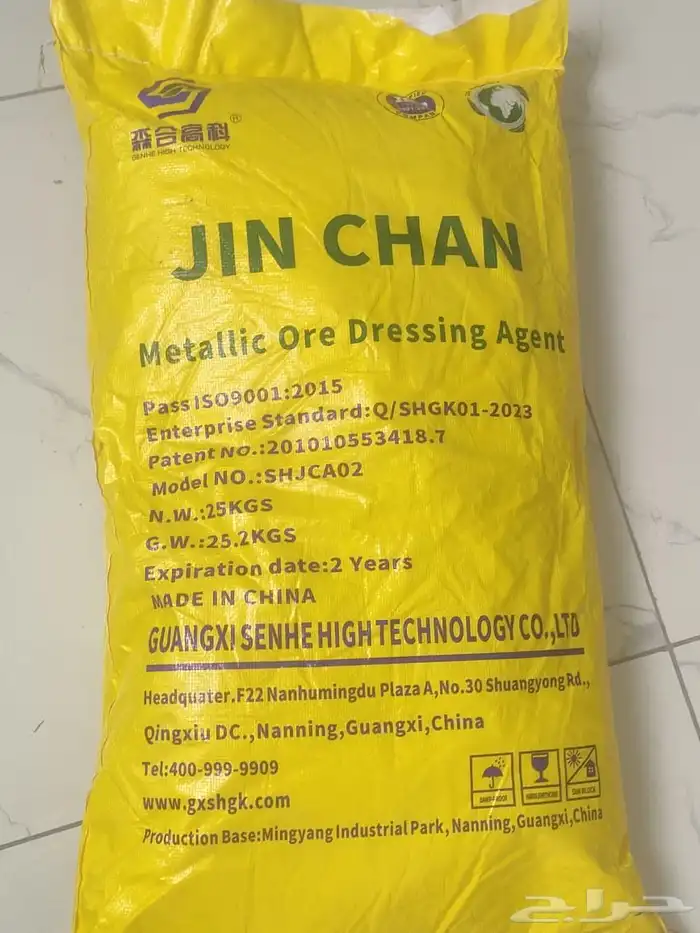 森合高科®
SENHE HIGH TECHNOLOGY
JIN CHAN
Metallic Ore Dressing Agent
Pass ISO9001:2015
Enterprise Standard:Q/SHGK01-2023
Patent NO.:201010553418.7
Model NO.:SHJCA02
N.W.:25KGS
G.W.:25.2KGS
Expiration date:2 Years
MADE IN CHINA
GUANGXI SENHE HIGH TECHNOLOGY CO.,LTD
Headquater.F22 Nanhumingdu Plaza A,No.30 Shuangyong Rd.,
Qingxiu DC.,Nanning,Guangxi,China
Tel:400-999-9909
www.gxshgk.com
Production Base:Mingyang Industrial Park, Nanning,Guangxi,China
حراج